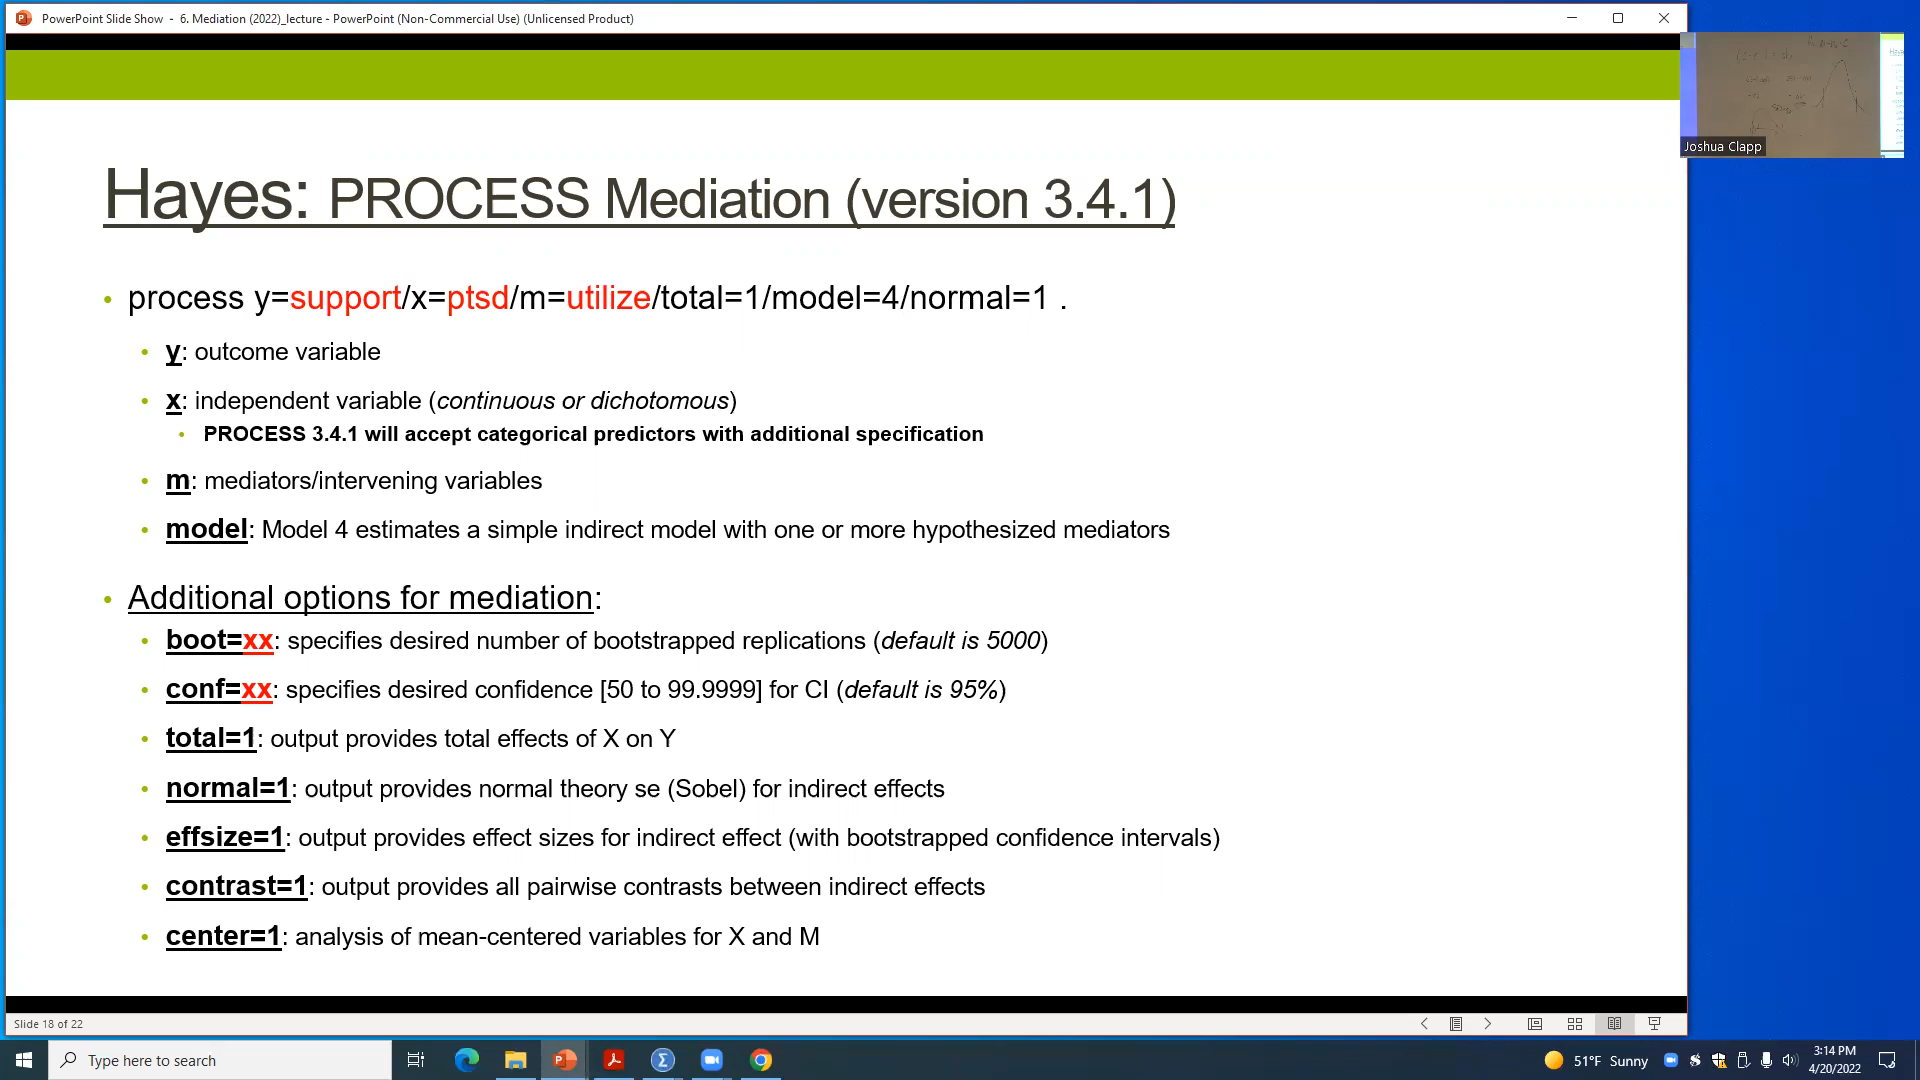 PowerPoint Slide Show - 6. Mediation (2022)_lecture - PowerPoint (Non-Commercial Use) (Unlicensed Product)
Joshua Clapp
Hayes: PROCESS Mediation (version 3.4.1)
• process y=support/x=ptsd/m=utilize/total=1/model=4/normal=1 .
• y: outcome variable
• x: independent variable (continuous or dichotomous)
• PROCESS 3.4.1 will accept categorical predictors with additional specification
• m: mediators/intervening variables
• model: Model 4 estimates a simple indirect model with one or more hypothesized mediators
• Additional options for mediation:
• boot=xx: specifies desired number of bootstrapped replications (default is 5000)
• conf=xx: specifies desired confidence [50 to 99.9999] for CI (default is 95%)
• total=1: output provides total effects of X on Y
• normal=1: output provides normal theory se (Sobel) for indirect effects
• effsize=1: output provides effect sizes for indirect effect (with bootstrapped confidence intervals)
• contrast=1: output provides all pairwise contrasts between indirect effects
• center=1: analysis of mean-centered variables for X and M
Slide 18 of 22
Type here to search
51°F Sunny
3:14 PM
4/20/2022